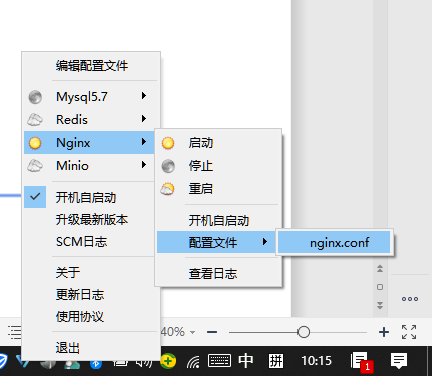 编辑配置文件
Mysql5.7
Redis
Nginx
Minio
开机自启动
升级最新版本
SCM日志
关于
更新日志
使用协议
退出
启动
停止
重启
开机自启动
配置文件
查看日志
nginx.conf
40%
中
拼
10:15
1